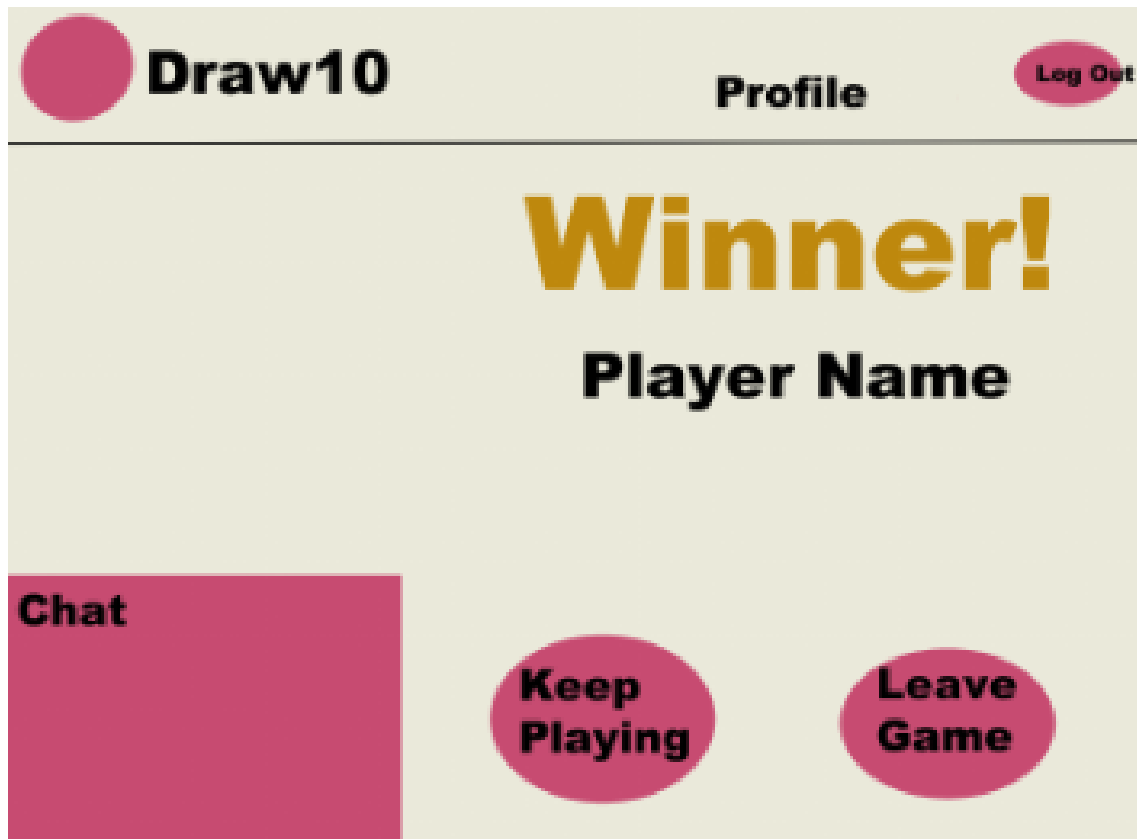 Draw10
Profile
Log Out
Winner!
Player Name
Chat
Keep
Playing
Leave
Game